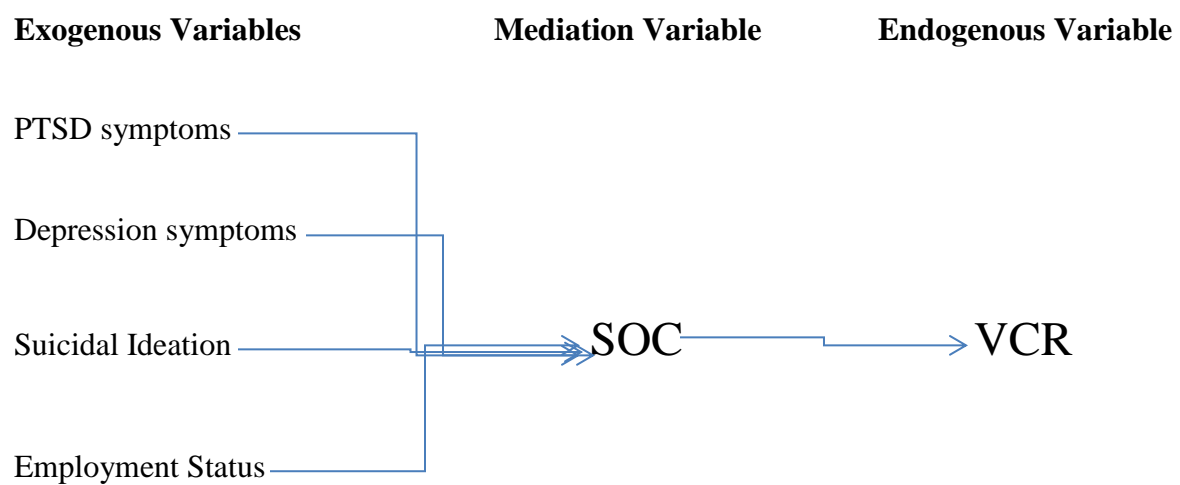 Exogenous Variables Mediation Variable Endogenous Variable
PTSD symptoms
Depression symptoms
Suicidal Ideation SOC VCR
Employment Status